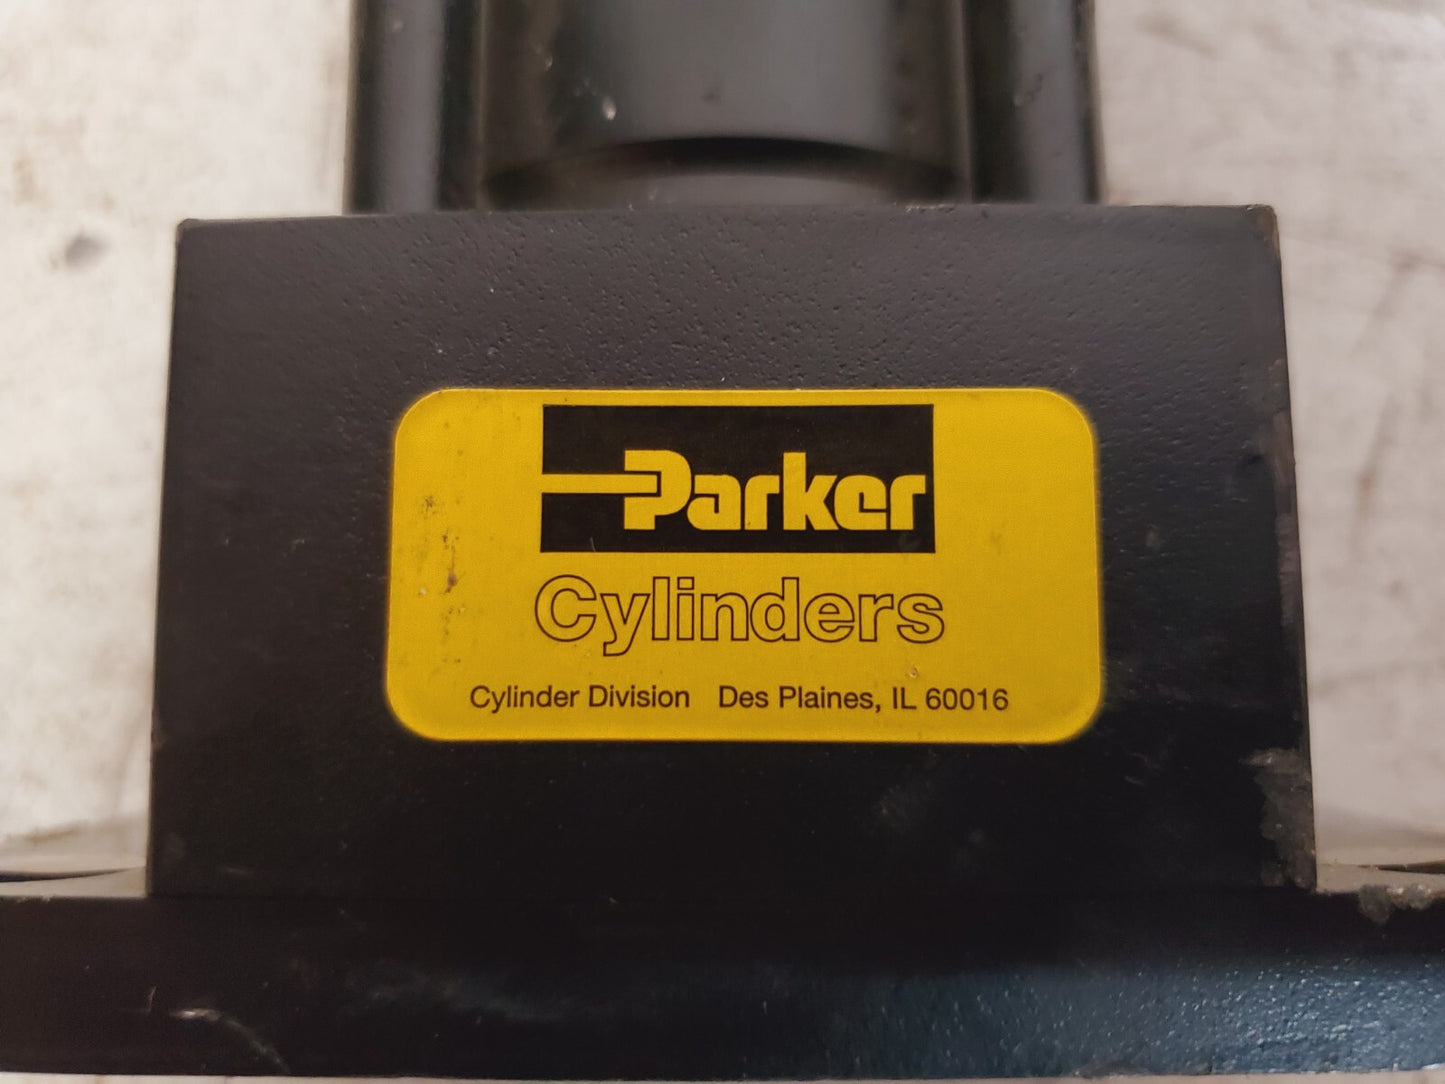 Parker
Cylinders
Cylinder Division Des Plaines, IL 60016